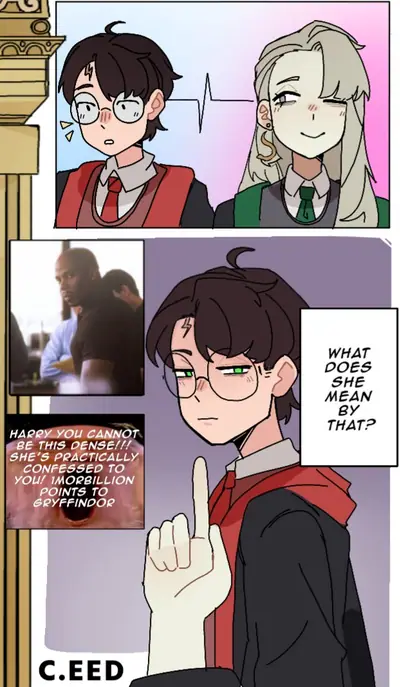 WHAT
DOES
SHE
MEAN
BY
THAT?
HARRY YOU CANNOT
BE THIS DENSE!!!
SHE'S PRACTICALLY
CONFESSED TO
YOU! 1MORBILLION
POINTS TO
GRYFFINDOR
C.EED